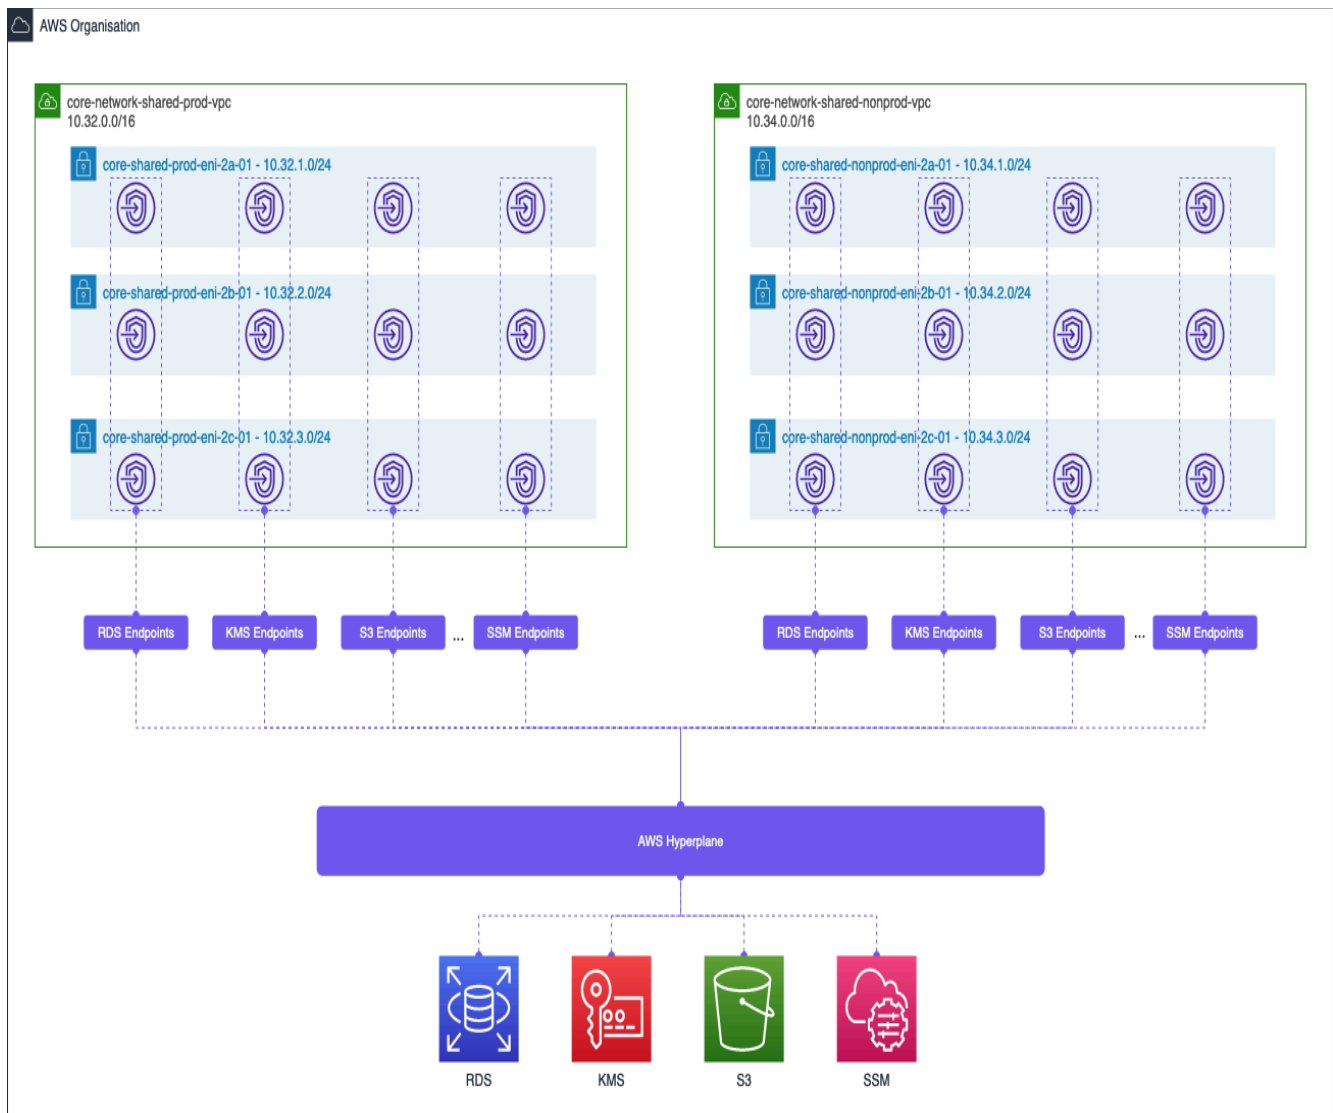 AWS Organisation
core-network-shared-prod-vpc
10.32.0.0/16
core-shared-prod-eni-2a-01 - 10.32.1.0/24
core-shared-prod-eni-2b-01 - 10.32.2.0/24
core-shared-prod-eni-2c-01 - 10.32.3.0/24
core-network-shared-nonprod-vpc
10.34.0.0/16
core-shared-nonprod-eni-2a-01 - 10.34.1.0/24
core-shared-nonprod-eni-2b-01 - 10.34.2.0/24
core-shared-nonprod-eni-2c-01 - 10.34.3.0/24
RDS Endpoints
KMS Endpoints
S3 Endpoints
...
SSM Endpoints
RDS Endpoints
KMS Endpoints
S3 Endpoints
...
SSM Endpoints
AWS Hyperplane
RDS
KMS
S3
SSM